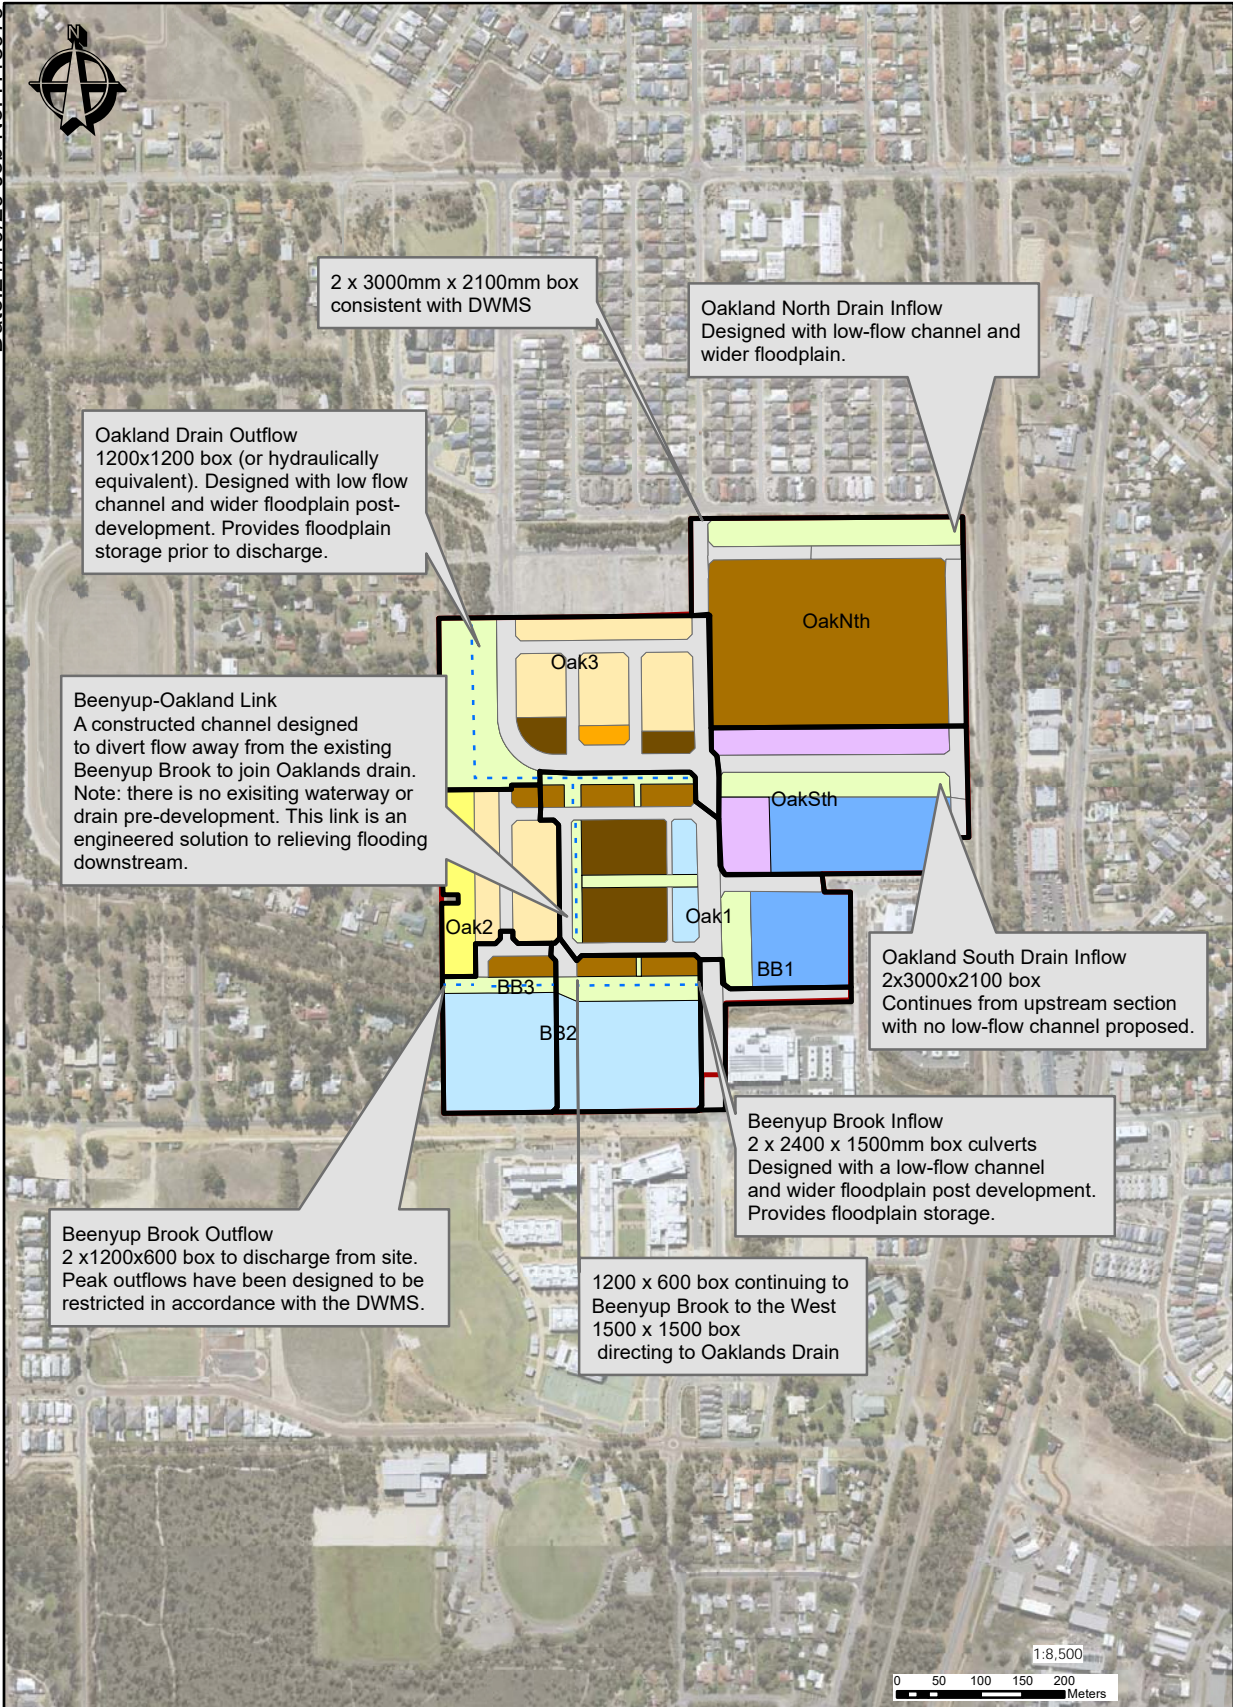 N
2 x 3000mm x 2100mm box
consistent with DWMS
Oakland North Drain Inflow
Designed with low-flow channel and
wider floodplain.
Oakland Drain Outflow
1200x1200 box (or hydraulically
equivalent). Designed with low flow
channel and wider floodplain post-
development. Provides floodplain
storage prior to discharge.
OakNth
Oak3
Beenyup-Oakland Link
A constructed channel designed
to divert flow away from the existing
Beenyup Brook to join Oaklands drain.
Note: there is no exisiting waterway or
drain pre-development. This link is an
engineered solution to relieving flooding
downstream.
OakSth
Oak1
Oak2
BB1
BB3
BB2
Oakland South Drain Inflow
2x3000x2100 box
Continues from upstream section
with no low-flow channel proposed.
Beenyup Brook Inflow
2 x 2400 x 1500mm box culverts
Designed with a low-flow channel
and wider floodplain post development.
Provides floodplain storage.
Beenyup Brook Outflow
2 x1200x600 box to discharge from site.
Peak outflows have been designed to be
restricted in accordance with the DWMS.
1200 x 600 box continuing to
Beenyup Brook to the West
1500 x 1500 box
directing to Oaklands Drain
1:8,500
0 50 100 150 200
Meters